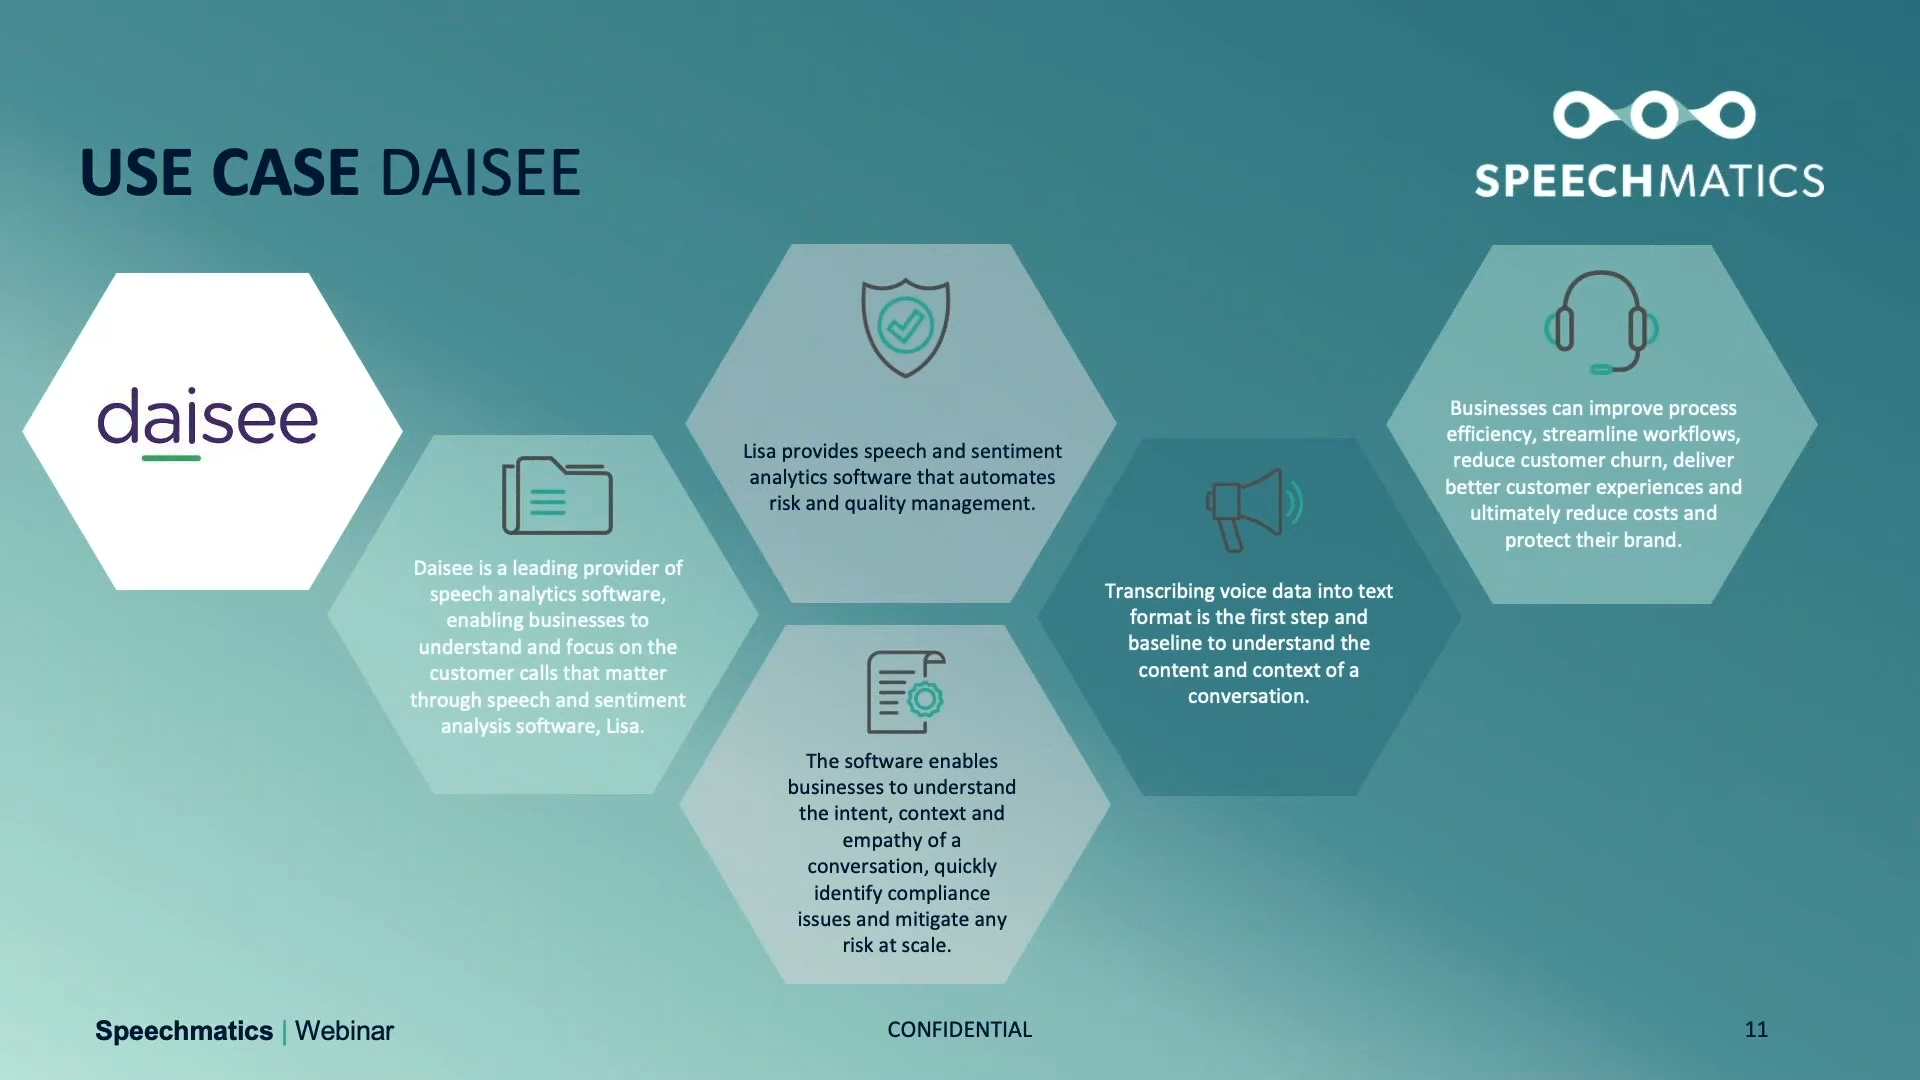 USE CASE DAISEE
SPEECHMATICS
daisee
Daisee is a leading provider of
speech analytics software,
enabling businesses to
understand and focus on the
customer calls that matter
through speech and sentiment
analysis software, Lisa.
Lisa provides speech and sentiment
analytics software that automates
risk and quality management.
The software enables
businesses to understand
the intent, context and
empathy of a
conversation, quickly
identify compliance
issues and mitigate any
risk at scale.
Transcribing voice data into text
format is the first step and
baseline to understand the
content and context of a
conversation.
Businesses can improve process
efficiency, streamline workflows,
reduce customer churn, deliver
better customer experiences and
ultimately reduce costs and
protect their brand.
Speechmatics | Webinar
CONFIDENTIAL
11